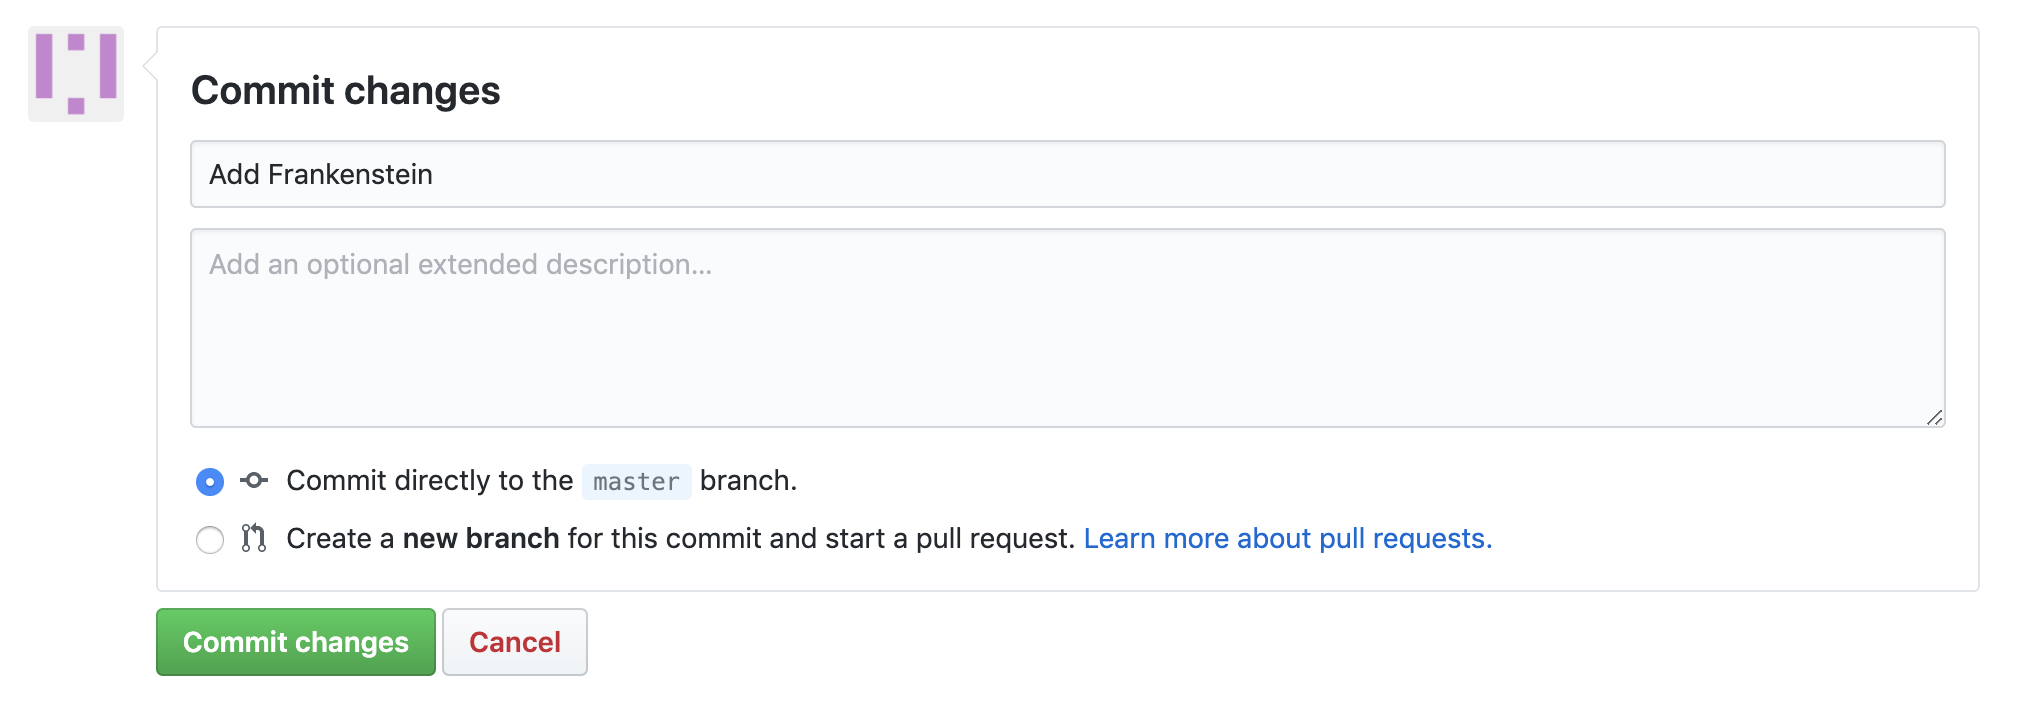 Commit changes
Add Frankenstein
Add an optional extended description...
Commit directly to the master branch.
Create a new branch for this commit and start a pull request. Learn more about pull requests.
Commit changes Cancel